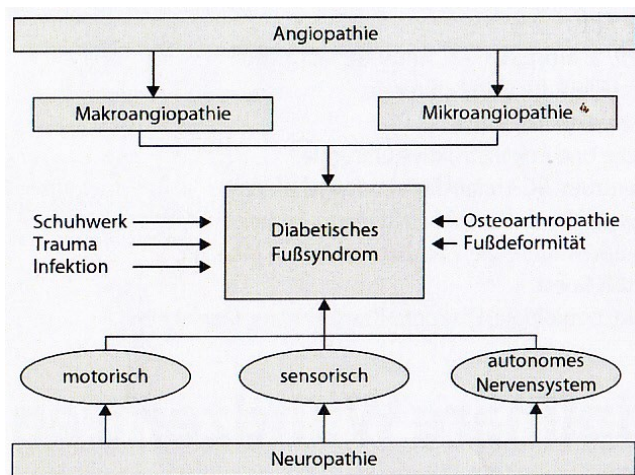 Angiopathie
Makroangiopathie
Mikroangiopathie
Schuhwerk
Trauma
Infektion
Diabetisches
Fußsyndrom
Osteoarthropathie
Fußdeformität
motorisch
sensorisch
autonomes
Nervensystem
Neuropathie